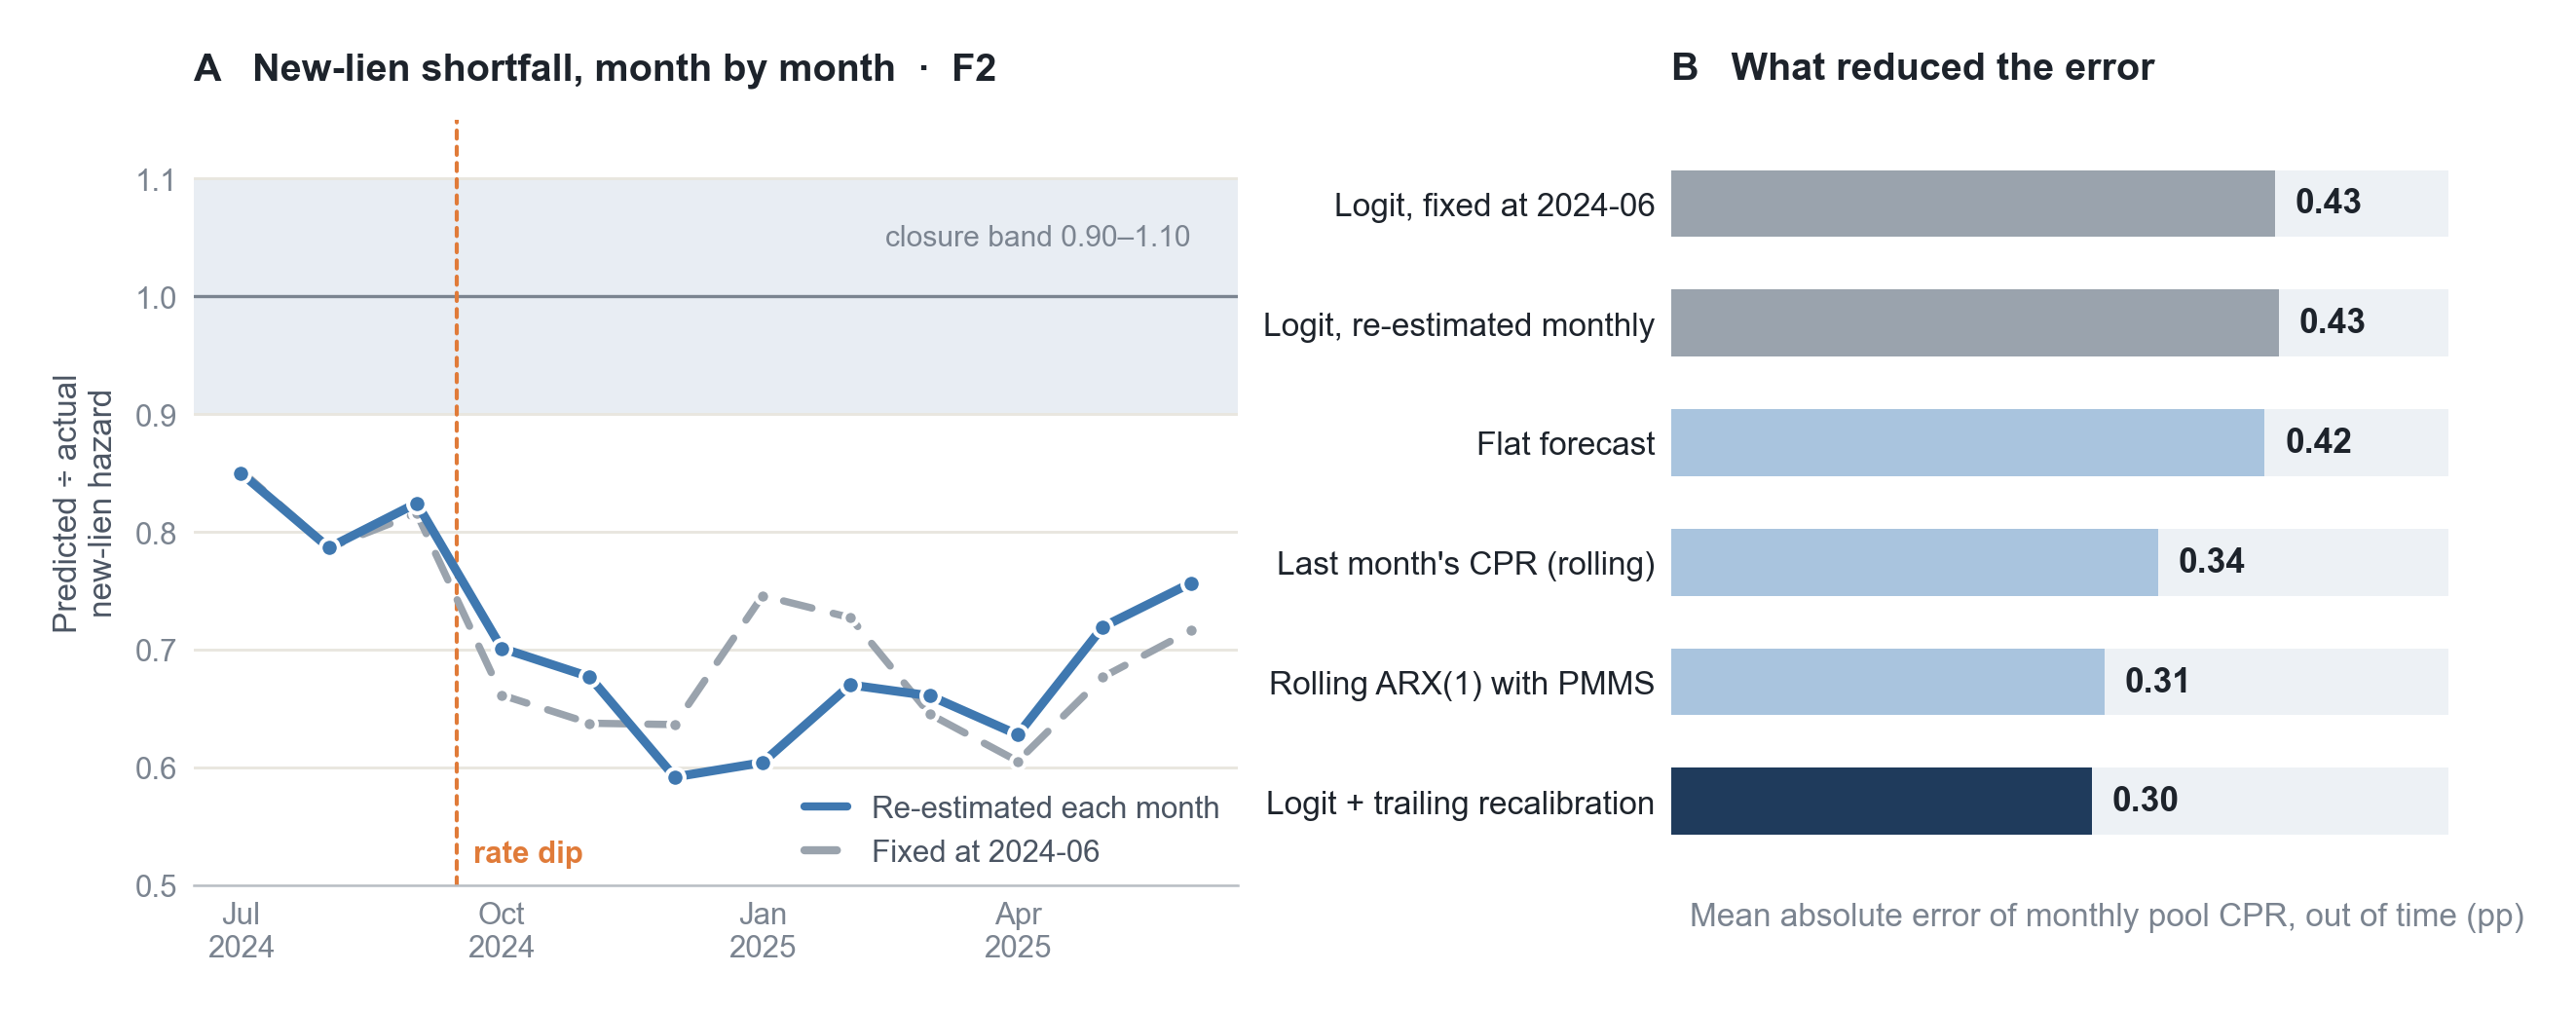 A New-lien shortfall, month by month · F2
Predicted ÷ actual
new-lien hazard
1.1
1.0
0.9
0.8
0.7
0.6
0.5
closure band 0.90–1.10
rate dip
Re-estimated each month
Fixed at 2024-06
Jul
2024
Oct
2024
Jan
2025
Apr
2025
B What reduced the error
Logit, fixed at 2024-06 0.43
Logit, re-estimated monthly 0.43
Flat forecast 0.42
Last month's CPR (rolling) 0.34
Rolling ARX(1) with PMMS 0.31
Logit + trailing recalibration 0.30
Mean absolute error of monthly pool CPR, out of time (pp)